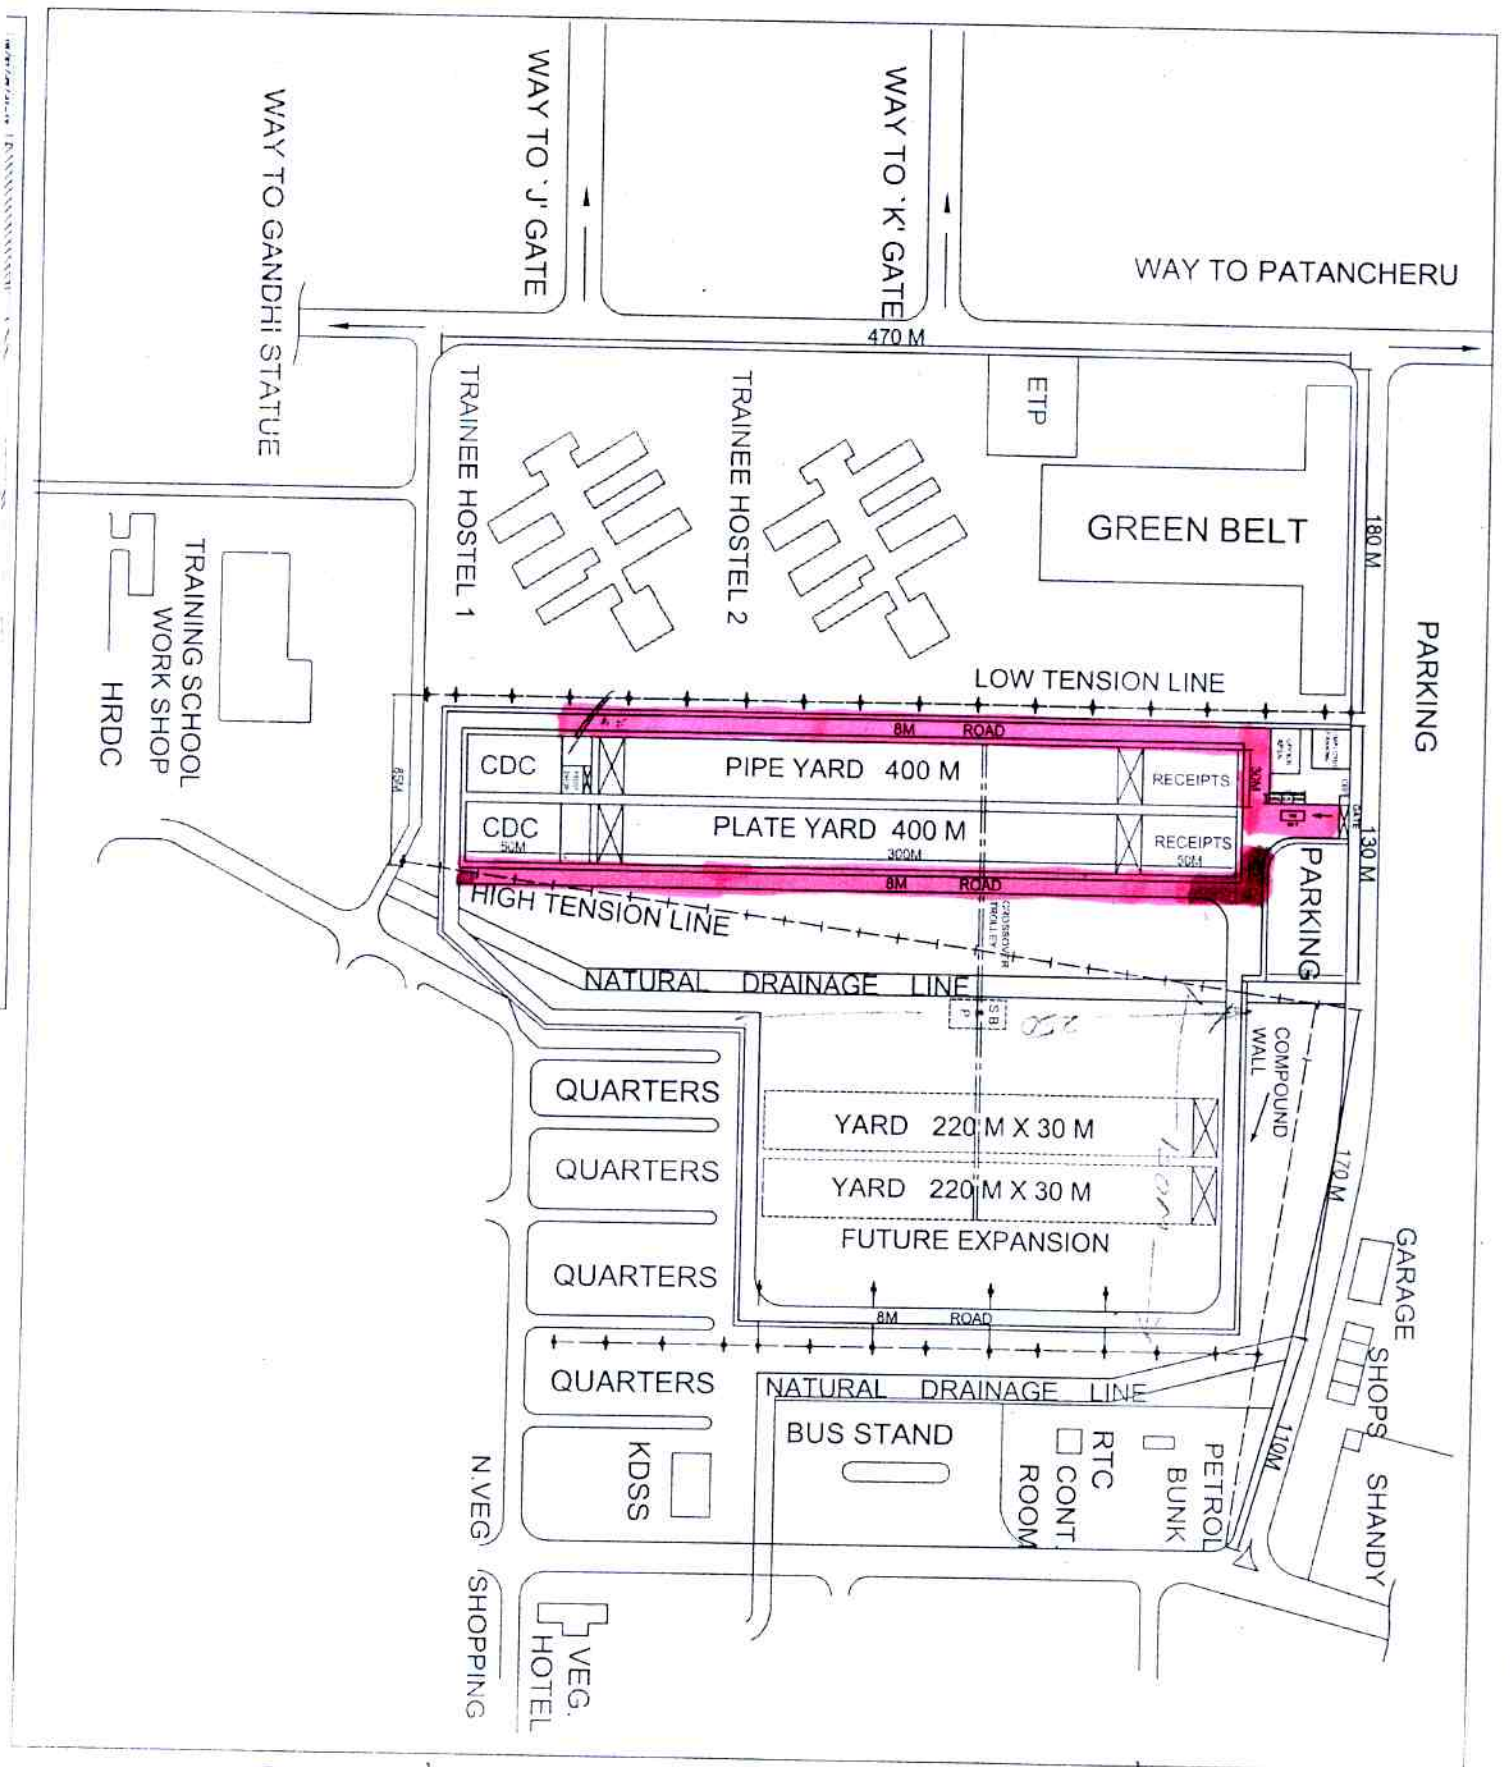 WAY TO GANDHI STATUE
WAY TO 'J' GATE
WAY TO 'K' GATE
WAY TO PATANCHERU
470 M
TRAINEE HOSTEL 1
TRAINEE HOSTEL 2
ETP
GREEN BELT
180 M
PARKING
TRAINING SCHOOL
WORK SHOP
HRDC
LOW TENSION LINE
8M ROAD
CDC
PIPE YARD 400 M
RECEIPTS
30M
GATE
130 M
CDC
50M
PLATE YARD 400 M
300M
RECEIPTS
50M
85M
8M ROAD
PARKING
HIGH TENSION LINE
CROSSOVER
TROLLEY
NATURAL DRAINAGE LINE
S B
P
250
COMPOUND
WALL
QUARTERS
YARD 220 M X 30 M
170 M
QUARTERS
YARD 220 M X 30 M
FUTURE EXPANSION
GARAGE
QUARTERS
8M ROAD
SHOPS
QUARTERS
NATURAL DRAINAGE LINE
110M
BUS STAND
KDSS
RTC
CONT.
ROOM
PETROL
BUNK
SHANDY
N.VEG SHOPPING
VEG.
HOTEL